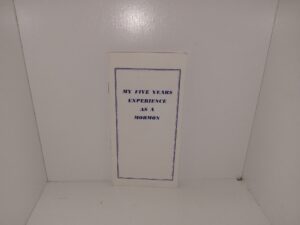 MY FIVE YEARS
EXPERIENCE
AS A
MORMON